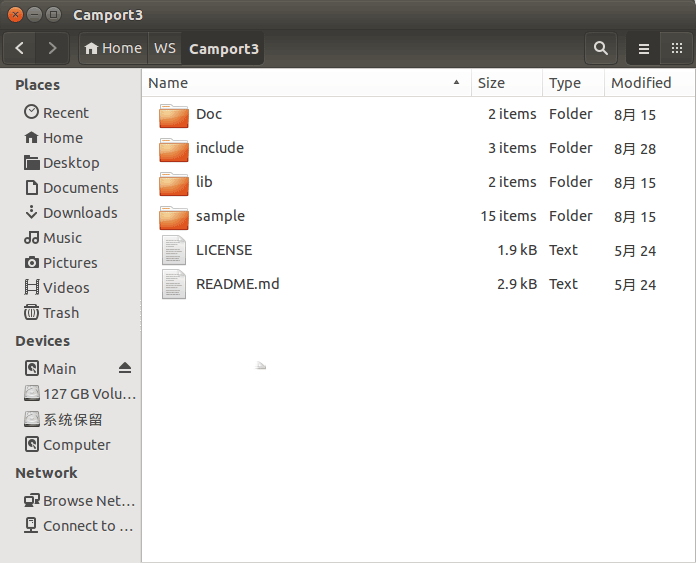 Camport3
Home WS Camport3
Places
Recent
Home
Desktop
Documents
Downloads
Music
Pictures
Videos
Trash
Devices
Main
127 GB Volu...
系统保留
Computer
Network
Browse Net...
Connect to ...
Name Size Type Modified
Doc 2 items Folder 8月 15
include 3 items Folder 8月 28
lib 2 items Folder 8月 15
sample 15 items Folder 8月 15
LICENSE 1.9 kB Text 5月 24
README.md 2.9 kB Text 5月 24